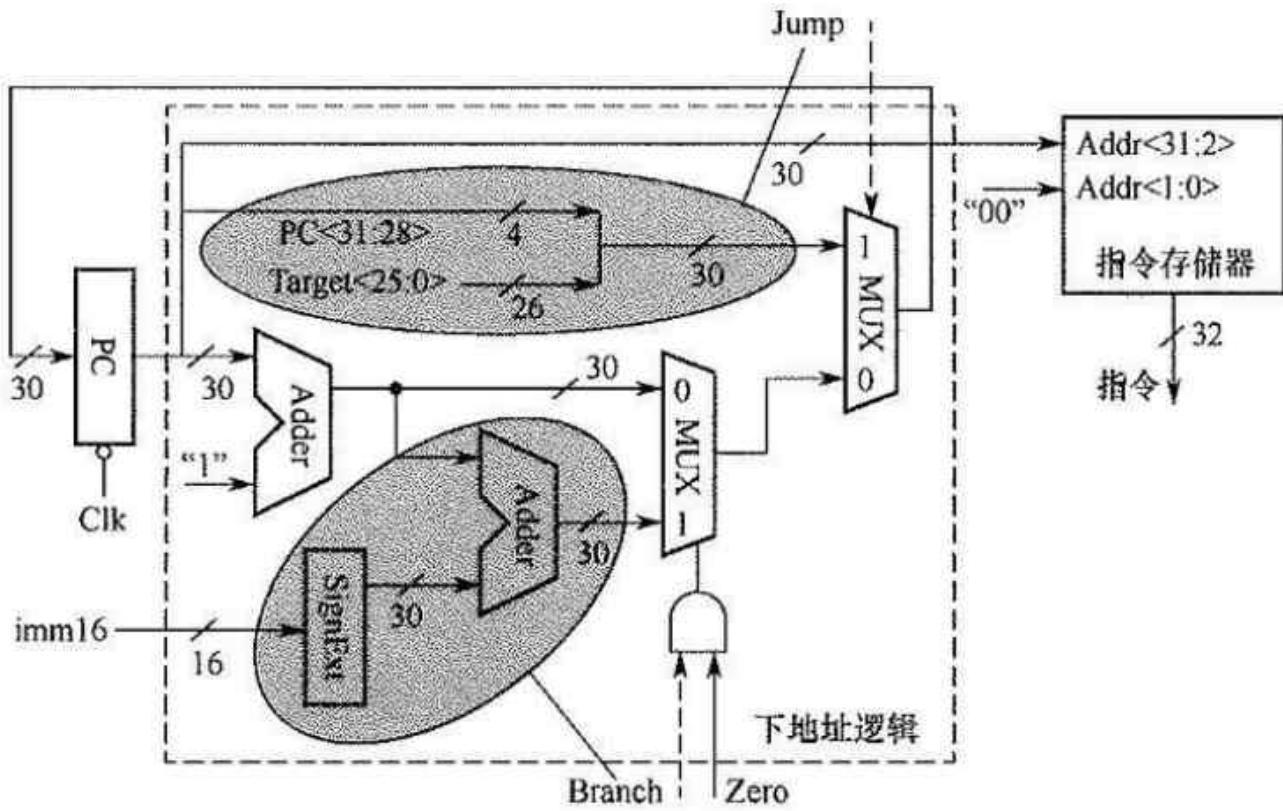 Jump
30
Addr<31:2>
Addr<1:0>
“00”
指令存储器
32
指令
PC<31:28>
4
Target<25:0>
26
30
1
MUX
0
30
PC
Clk
30
“1”
Adder
30
0
MUX
1
Adder
30
SignExt
30
imm16
16
下地址逻辑
Branch
Zero